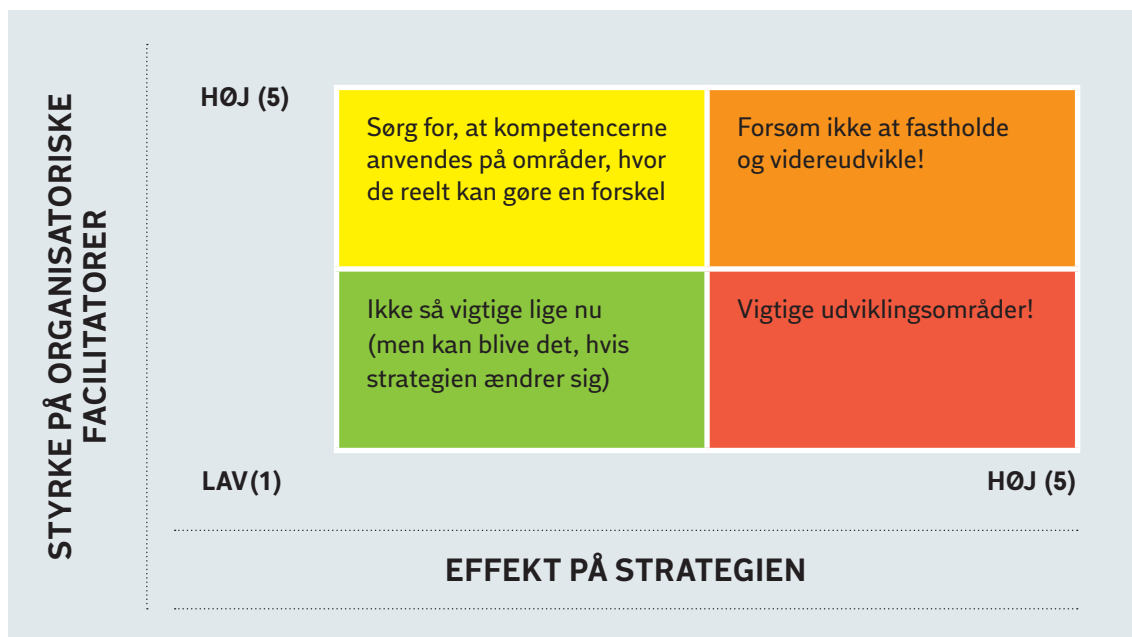 STYRKE PÅ ORGANISATORISKE
FACILITATORER
HØJ (5)
Sørg for, at kompetencerne
anvendes på områder, hvor
de reelt kan gøre en forskel
Forsøm ikke at fastholde
og videreudvikle!
Ikke så vigtige lige nu
(men kan blive det, hvis
strategien ændrer sig)
Vigtige udviklingsområder!
LAV(1)
HØJ (5)
EFFEKT PÅ STRATEGIEN